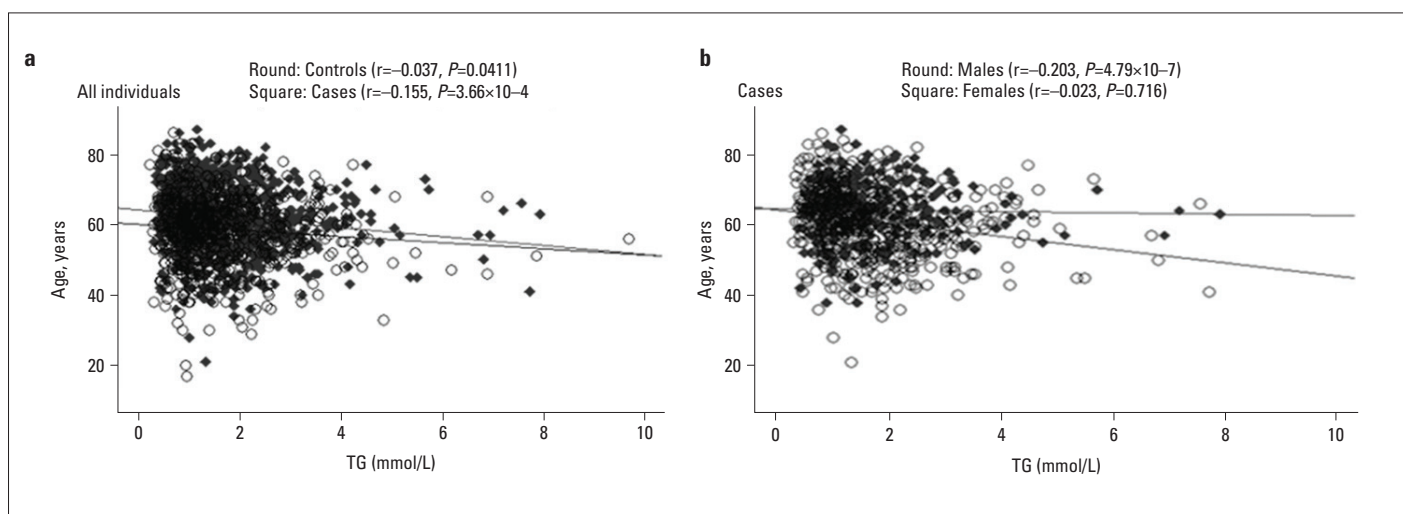 a
Round: Controls (r=–0.037, P=0.0411)
Square: Cases (r=–0.155, P=3.66×10–4
All individuals
Age, years
80
60
40
20
0 2 4 6 8 10
TG (mmol/L)
b
Round: Males (r=–0.203, P=4.79×10–7)
Square: Females (r=–0.023, P=0.716)
Cases
Age, years
80
60
40
20
0 2 4 6 8 10
TG (mmol/L)